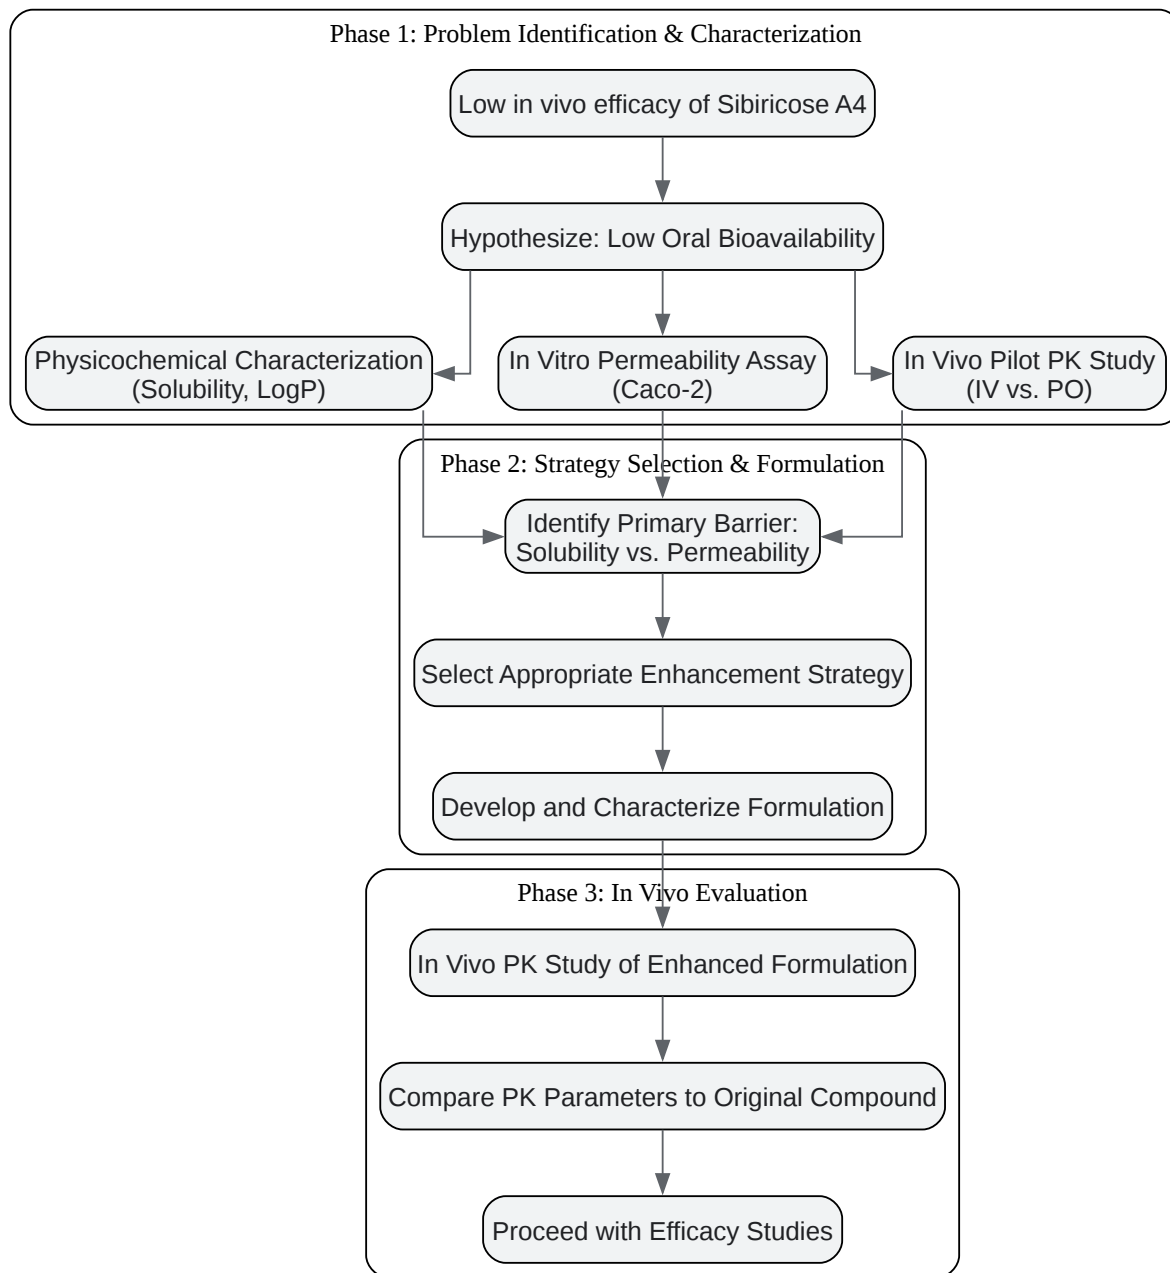 Phase 1: Problem Identification & Characterization
Low in vivo efficacy of Sibiricose A4
Hypothesize: Low Oral Bioavailability
Physicochemical Characterization
(Solubility, LogP)
In Vitro Permeability Assay
(Caco-2)
In Vivo Pilot PK Study
(IV vs. PO)
Phase 2: Strategy Selection & Formulation
Identify Primary Barrier:
Solubility vs. Permeability
Select Appropriate Enhancement Strategy
Develop and Characterize Formulation
Phase 3: In Vivo Evaluation
In Vivo PK Study of Enhanced Formulation
Compare PK Parameters to Original Compound
Proceed with Efficacy Studies